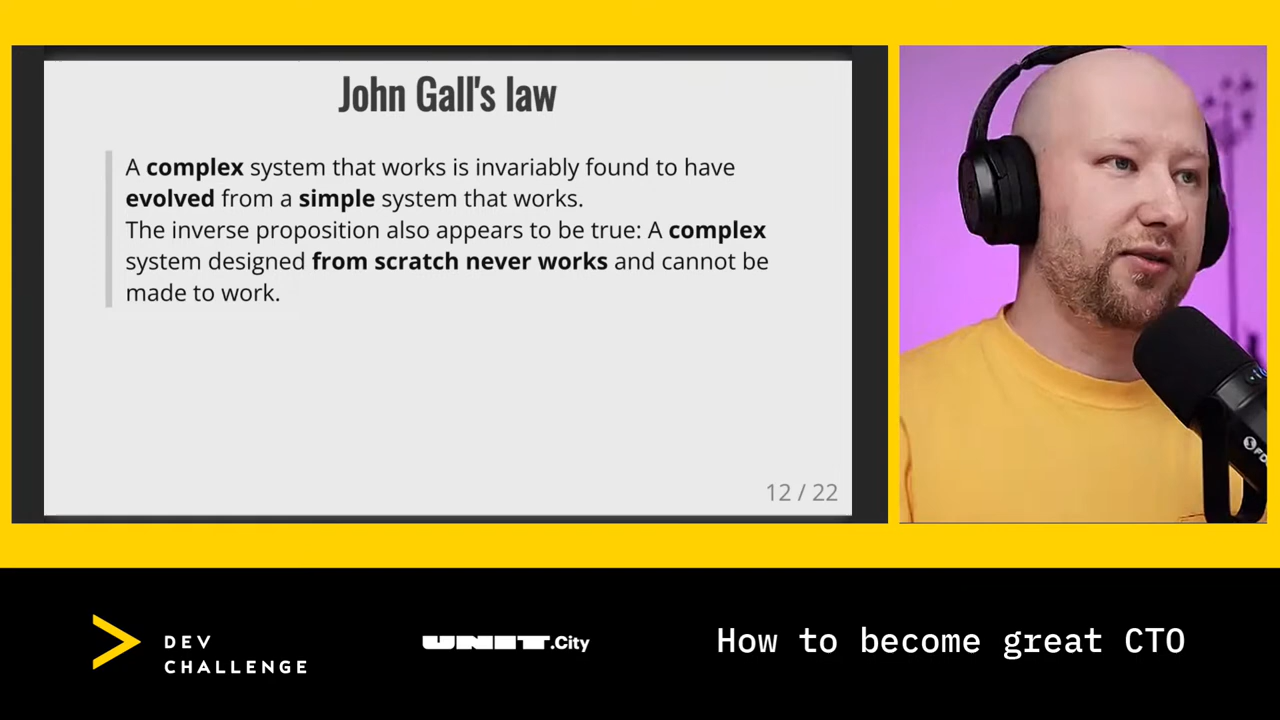 John Gall's law
A complex system that works is invariably found to have
evolved from a simple system that works.
The inverse proposition also appears to be true: A complex
system designed from scratch never works and cannot be
made to work.
12 / 22
DEV
CHALLENGE
UNIT.City
How to become great CTO